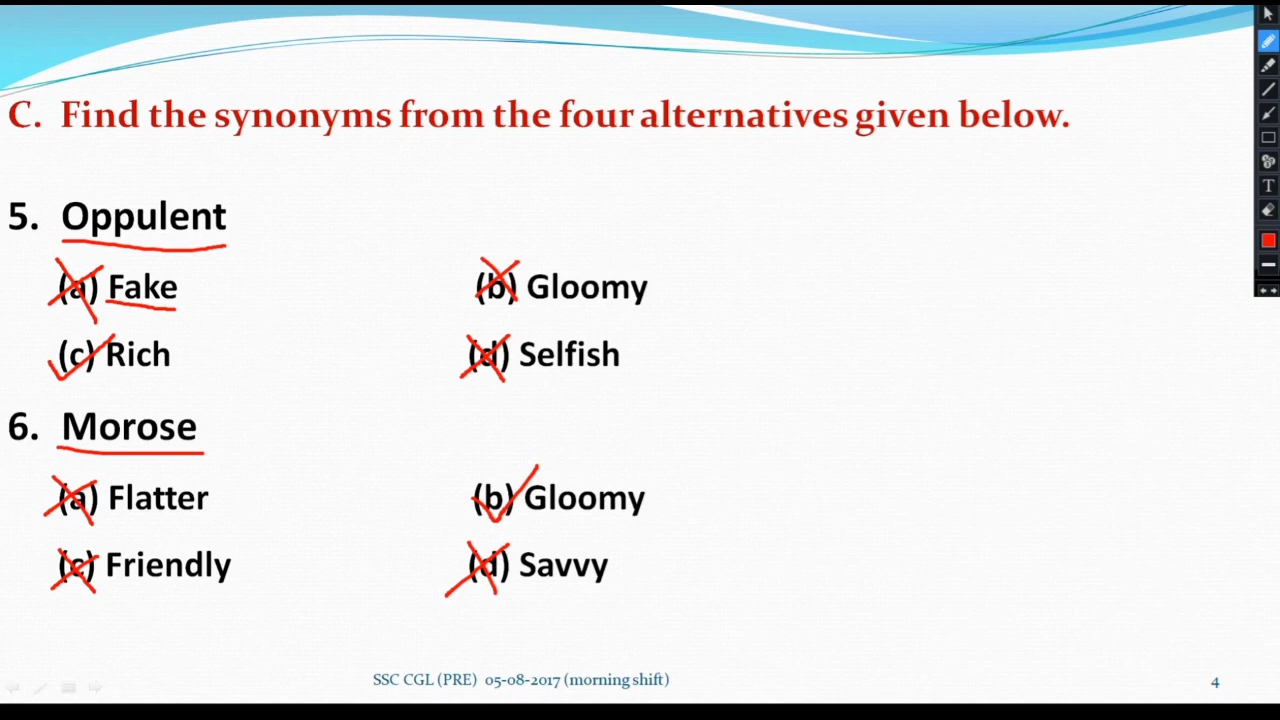 C. Find the synonyms from the four alternatives given below.
5. Oppulent
(a) Fake (b) Gloomy
(c) Rich (d) Selfish
6. Morose
(a) Flatter (b) Gloomy
(c) Friendly (d) Savvy
SSC CGL (PRE) 05-08-2017 (morning shift) 4